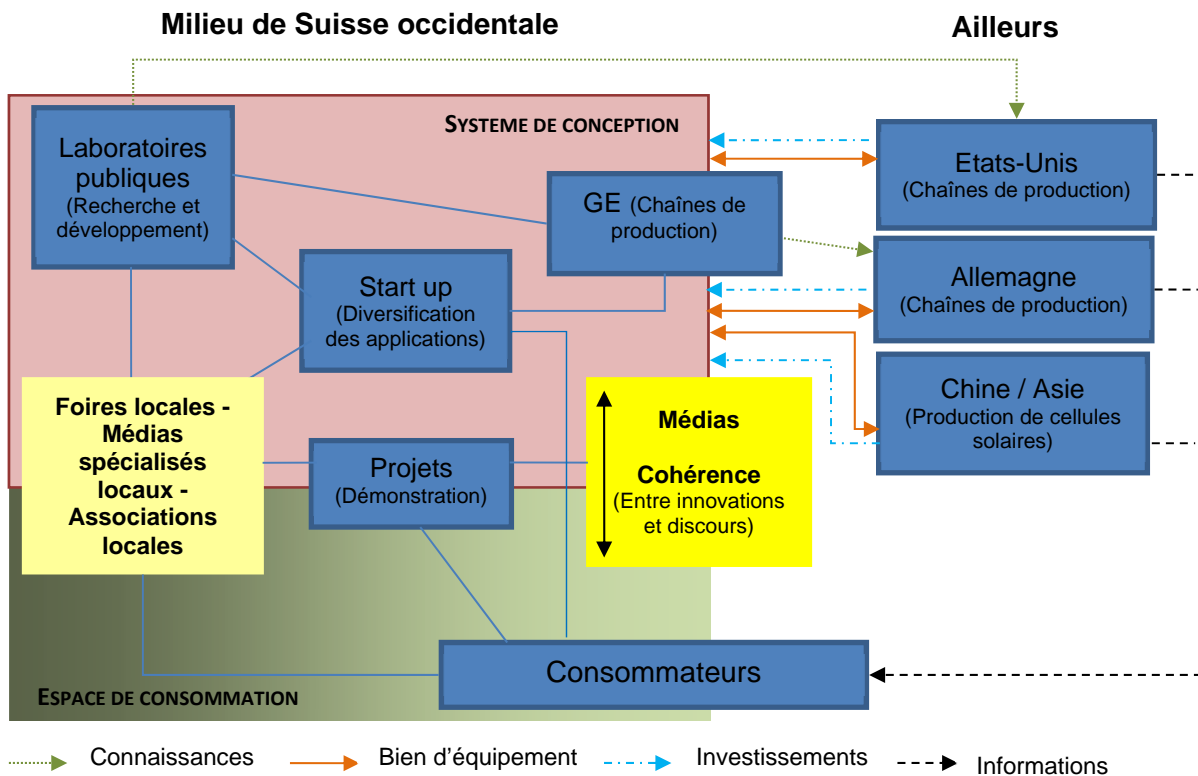 Milieu de Suisse occidentale
Ailleurs
SYSTEME DE CONCEPTION
Laboratoires
publiques
(Recherche et
développement)
GE (Chaînes de
production)
Start up
(Diversification
des applications)
Etats-Unis
(Chaînes de production)
Allemagne
(Chaînes de production)
Chine / Asie
(Production de cellules
solaires)
Foires locales -
Médias
spécialisés
locaux -
Associations
locales
Projets
(Démonstration)
Médias
Cohérence
(Entre innovations
et discours)
Consommateurs
ESPACE DE CONSOMMATION
Connaissances
Bien d'équipement
Investissements
Informations